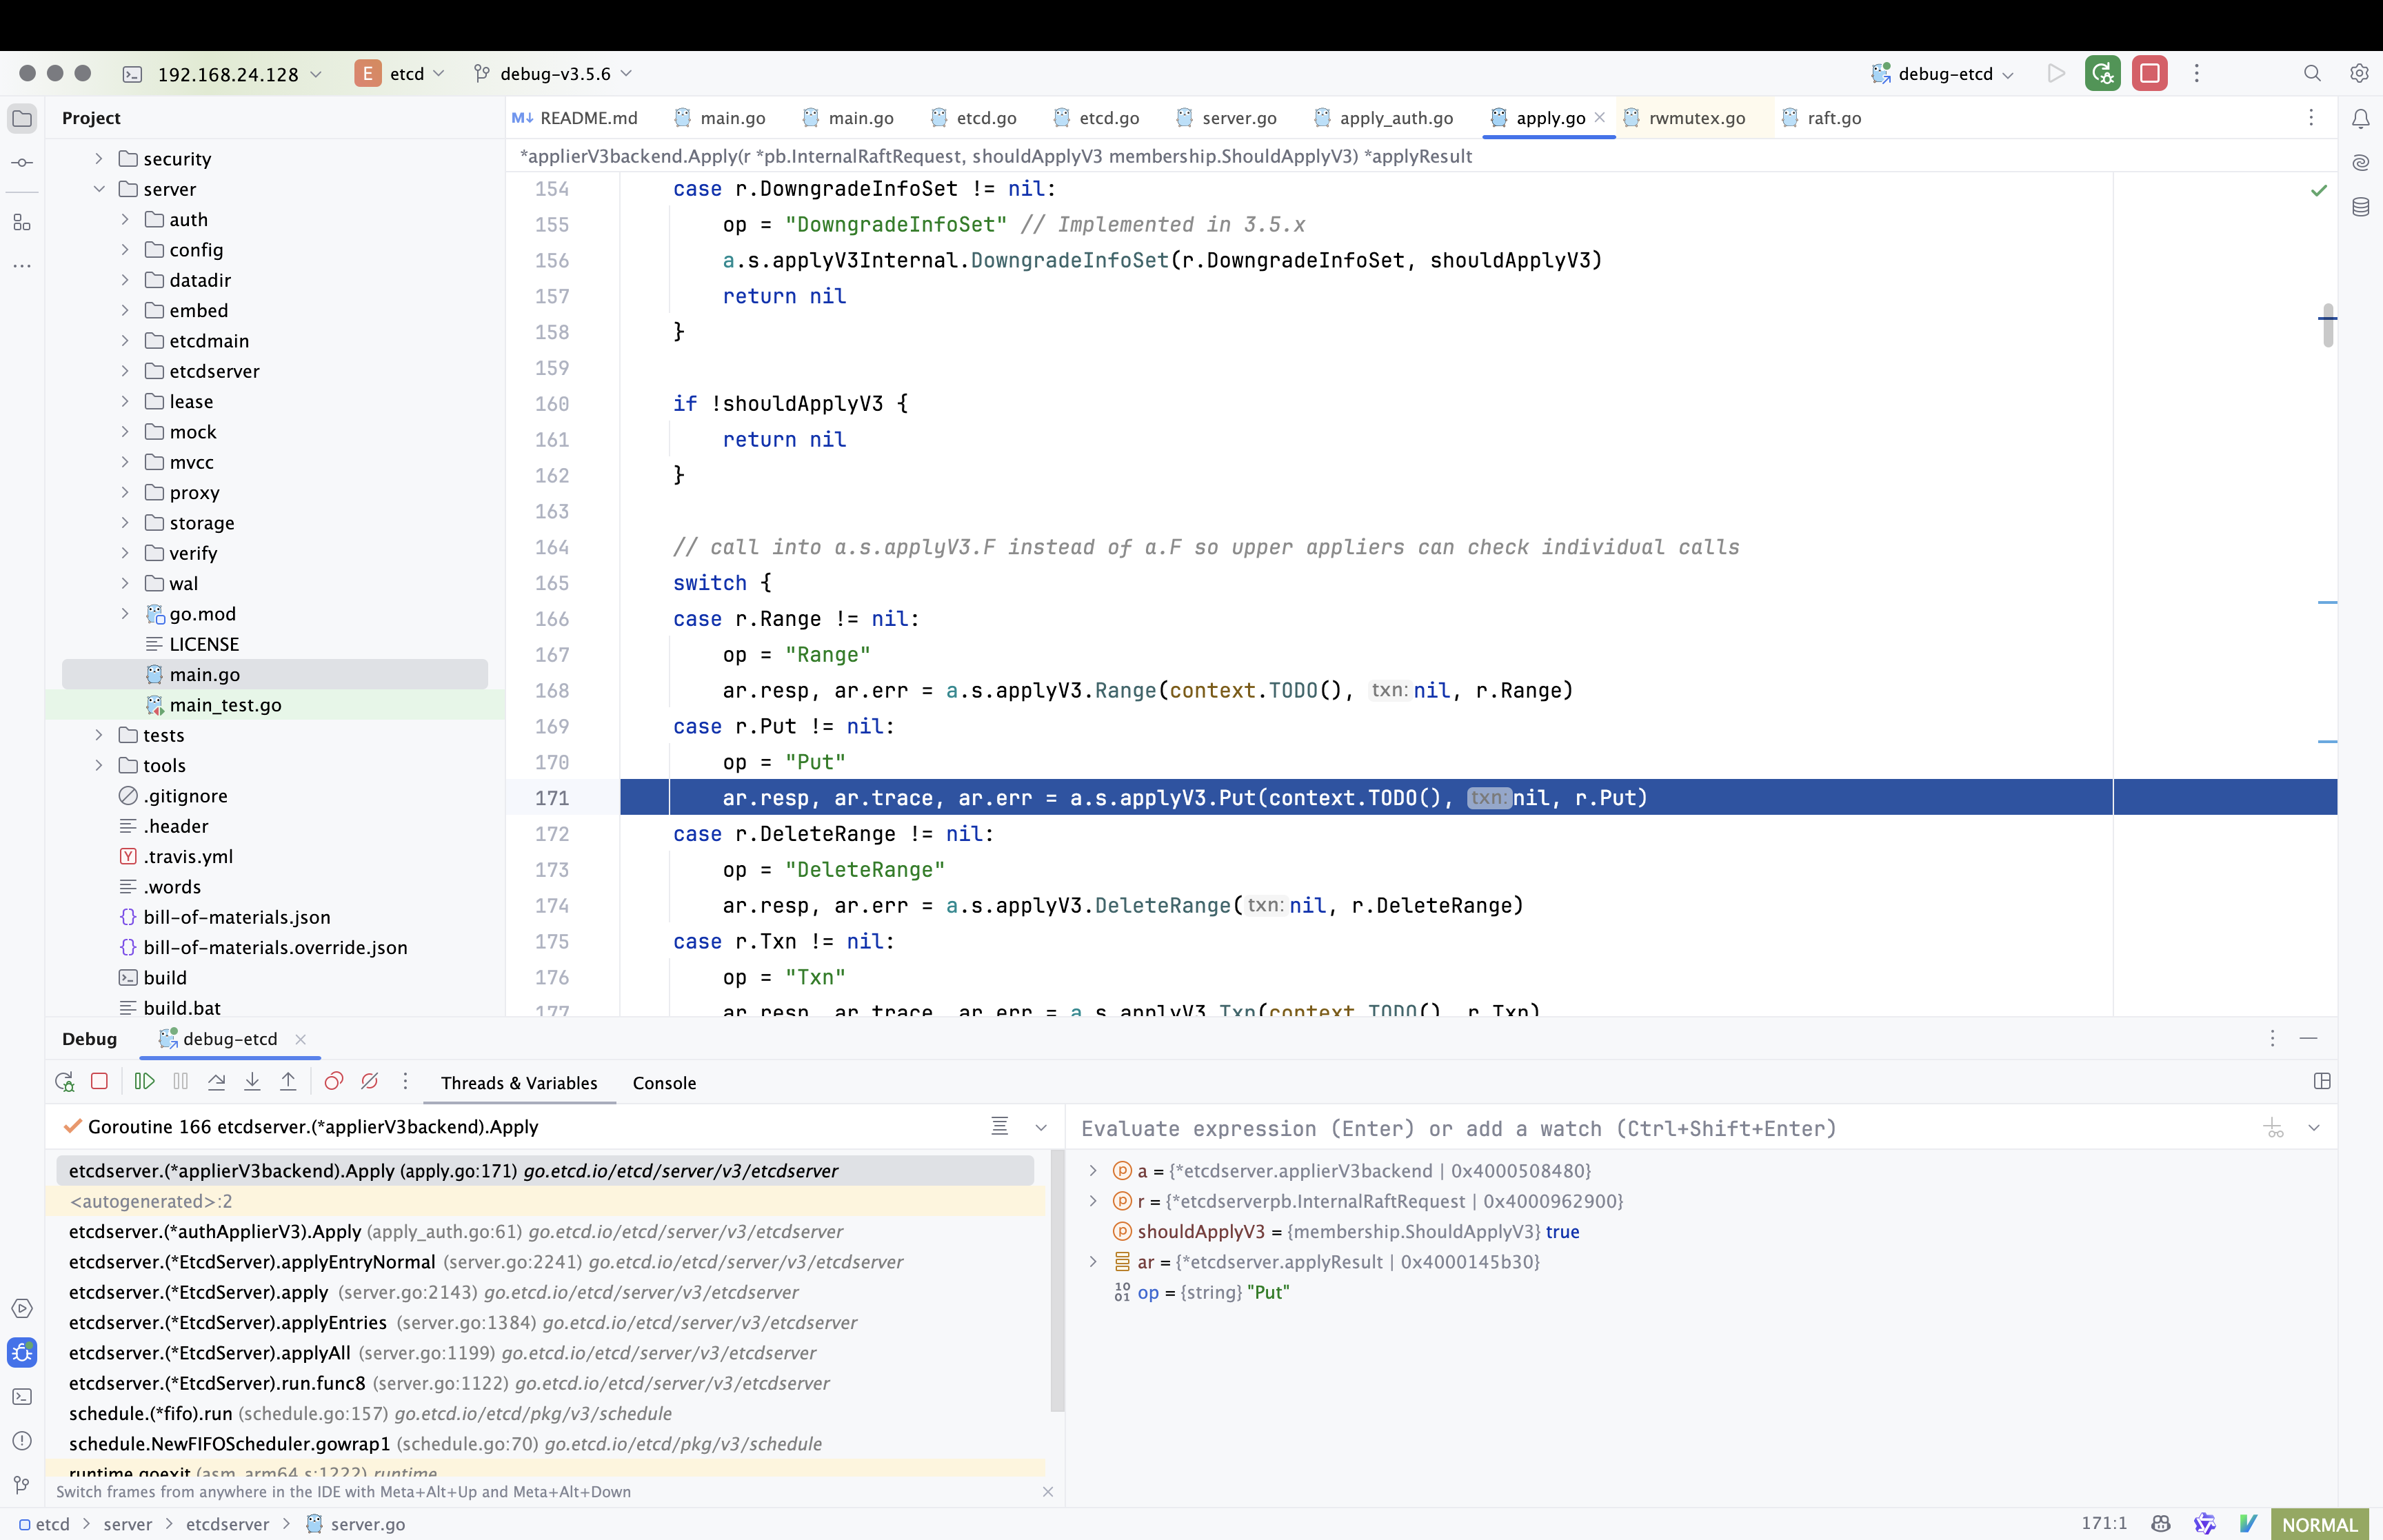 192.168.24.128 E etcd debug-v3.5.6 debug-etcd
Project
README.md main.go main.go etcd.go etcd.go server.go apply_auth.go apply.go rwmutex.go raft.go
*applierV3backend.Apply(r *pb.InternalRaftRequest, shouldApplyV3 membership.ShouldApplyV3) *applyResult
security
server
auth
config
datadir
embed
etcdmain
etcdserver
lease
mock
mvcc
proxy
storage
verify
wal
go.mod
LICENSE
main.go
main_test.go
tests
tools
.gitignore
.header
.travis.yml
.words
bill-of-materials.json
bill-of-materials.override.json
build
build.bat
154 case r.DowngradeInfoSet != nil:
155 op = "DowngradeInfoSet" // Implemented in 3.5.x
156 a.s.applyV3Internal.DowngradeInfoSet(r.DowngradeInfoSet, shouldApplyV3)
157 return nil
158 }
159
160 if !shouldApplyV3 {
161 return nil
162 }
163
164 // call into a.s.applyV3.F instead of a.F so upper appliers can check individual calls
165 switch {
166 case r.Range != nil:
167 op = "Range"
168 ar.resp, ar.err = a.s.applyV3.Range(context.TODO(), txn: nil, r.Range)
169 case r.Put != nil:
170 op = "Put"
171 ar.resp, ar.trace, ar.err = a.s.applyV3.Put(context.TODO(), txn: nil, r.Put)
172 case r.DeleteRange != nil:
173 op = "DeleteRange"
174 ar.resp, ar.err = a.s.applyV3.DeleteRange(txn: nil, r.DeleteRange)
175 case r.Txn != nil:
176 op = "Txn"
177 ar.resp, ar.trace, ar.err = a.s.applyV3.Txn(context.TODO(), r.Txn)
Debug debug-etcd
Threads & Variables Console
Goroutine 166 etcdserver.(*applierV3backend).Apply
etcdserver.(*applierV3backend).Apply (apply.go:171) go.etcd.io/etcd/server/v3/etcdserver
<autogenerated>:2
etcdserver.(*authApplierV3).Apply (apply_auth.go:61) go.etcd.io/etcd/server/v3/etcdserver
etcdserver.(*EtcdServer).applyEntryNormal (server.go:2241) go.etcd.io/etcd/server/v3/etcdserver
etcdserver.(*EtcdServer).apply (server.go:2143) go.etcd.io/etcd/server/v3/etcdserver
etcdserver.(*EtcdServer).applyEntries (server.go:1384) go.etcd.io/etcd/server/v3/etcdserver
etcdserver.(*EtcdServer).applyAll (server.go:1199) go.etcd.io/etcd/server/v3/etcdserver
etcdserver.(*EtcdServer).run.func8 (server.go:1122) go.etcd.io/etcd/server/v3/etcdserver
schedule.(*fifo).run (schedule.go:157) go.etcd.io/etcd/pkg/v3/schedule
schedule.NewFIFOScheduler.gowrap1 (schedule.go:70) go.etcd.io/etcd/pkg/v3/schedule
runtime.goexit (asm_arm64.s:1222) runtime
Switch frames from anywhere in the IDE with Meta+Alt+Up and Meta+Alt+Down
Evaluate expression (Enter) or add a watch (Ctrl+Shift+Enter)
a = {*etcdserver.applierV3backend | 0x4000508480}
r = {*etcdserverpb.InternalRaftRequest | 0x4000962900}
shouldApplyV3 = {membership.ShouldApplyV3} true
ar = {*etcdserver.applyResult | 0x4000145b30}
op = {string} "Put"
etcd > server > etcdserver > server.go
171:1 NORMAL